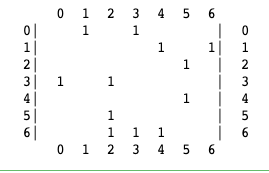 0  1  2  3  4  5  6
0|      1     1         |  0
1|               1     1|  1
2|                  1   |  2
3|   1     1            |  3
4|                  1   |  4
5|         1            |  5
6|         1  1  1      |  6
     0  1  2  3  4  5  6